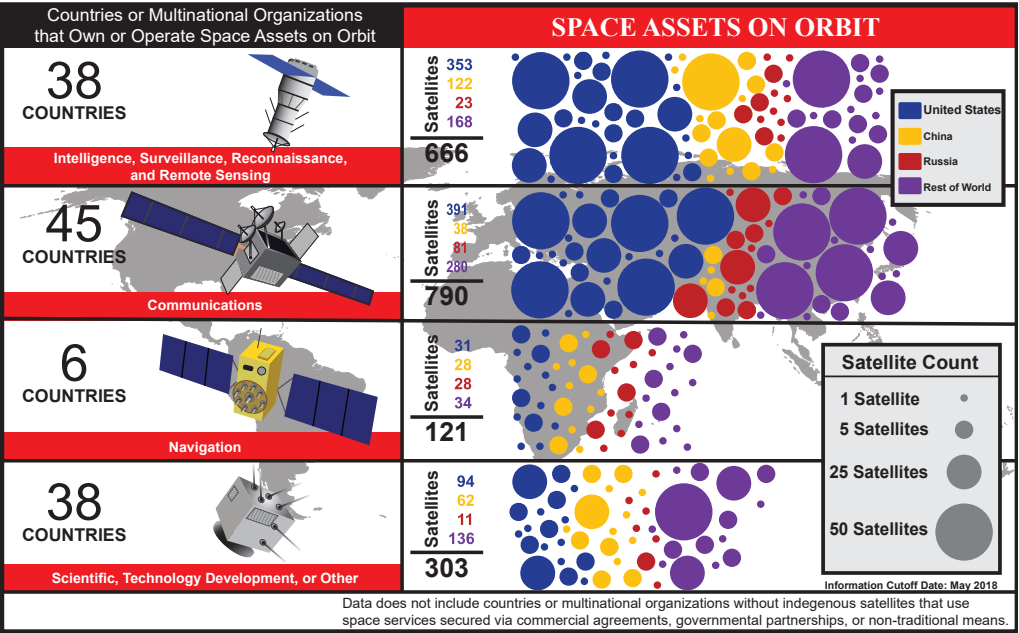 Countries or Multinational Organizations
that Own or Operate Space Assets on Orbit
SPACE ASSETS ON ORBIT
38
COUNTRIES
Intelligence, Surveillance, Reconnaissance,
and Remote Sensing
Satellites
353
122
23
168
666
United States
China
Russia
Rest of World
45
COUNTRIES
Communications
Satellites
391
38
81
280
790
6
COUNTRIES
Navigation
Satellites
31
28
28
34
121
Satellite Count
1 Satellite
5 Satellites
25 Satellites
50 Satellites
38
COUNTRIES
Scientific, Technology Development, or Other
Satellites
94
62
11
136
303
Information Cutoff Date: May 2018
Data does not include countries or multinational organizations without indegenous satellites that use
space services secured via commercial agreements, governmental partnerships, or non-traditional means.